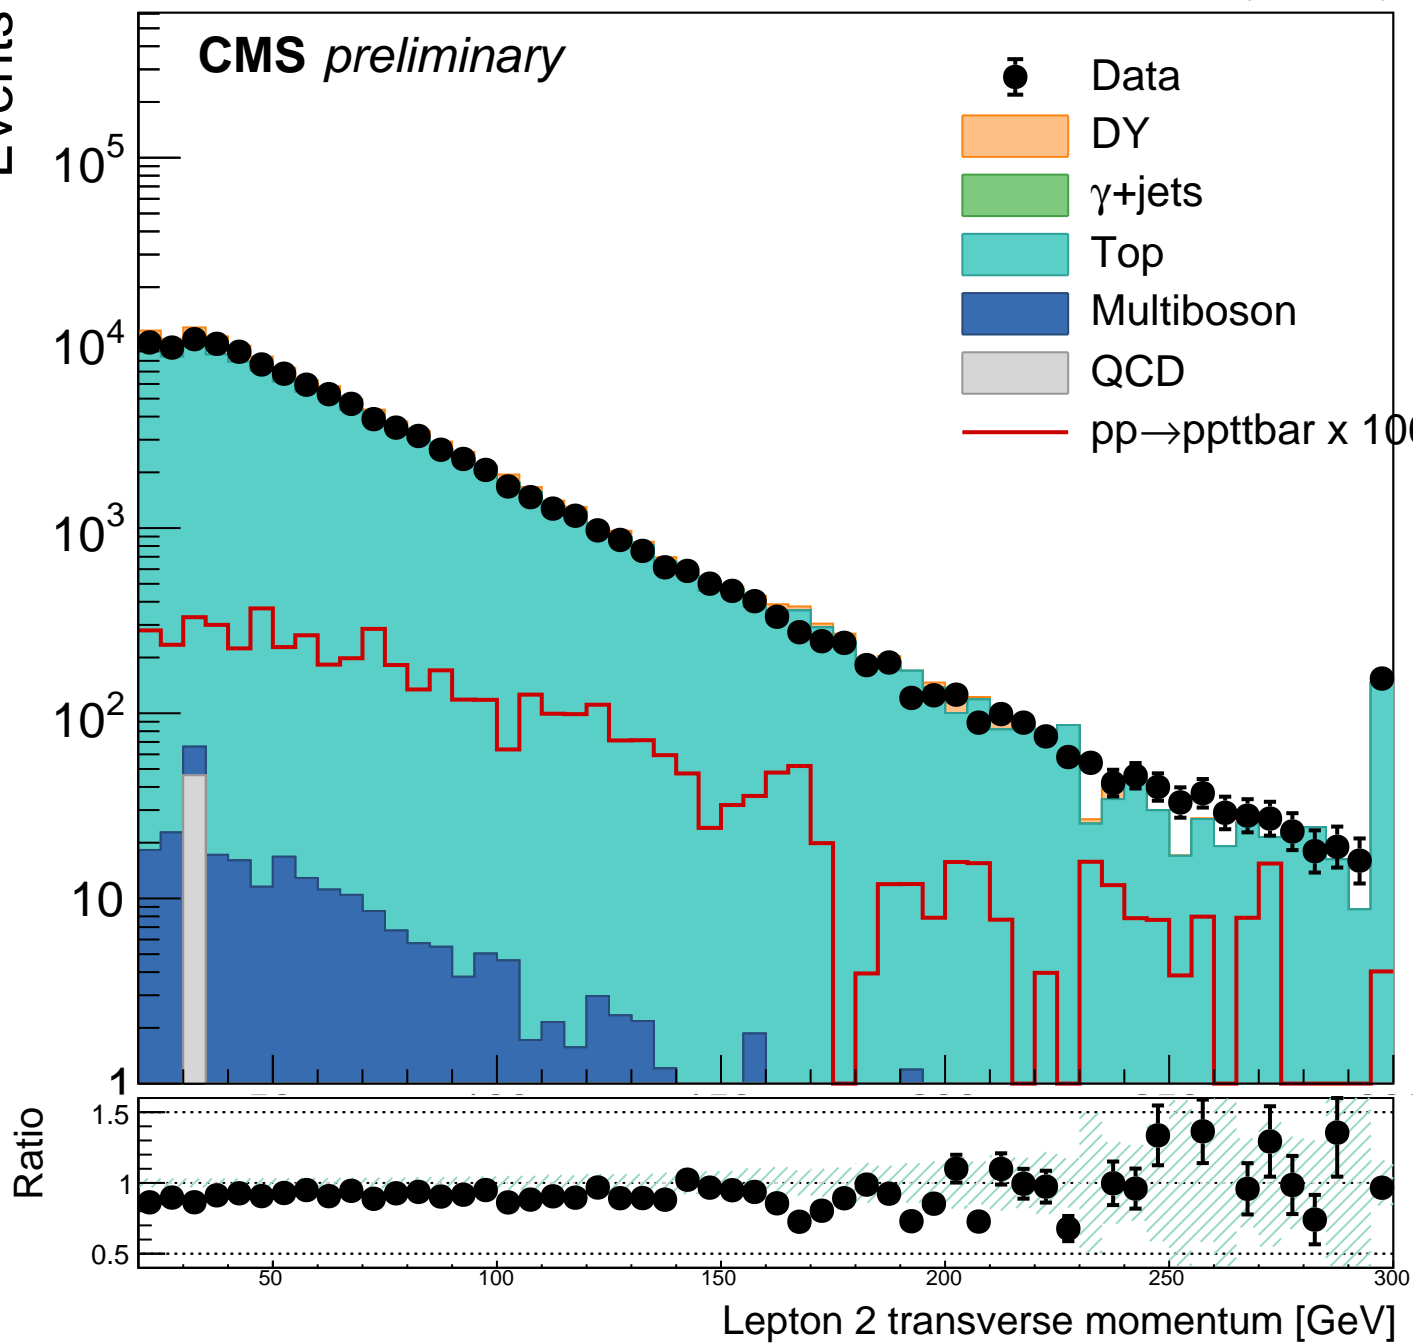 Events
CMS preliminary
Data
DY
γ+jets
Top
Multiboson
QCD
pp→ppttbar x 100
10^5
10^4
10^3
10^2
10
1
Ratio
1.5
1
0.5
50 100 150 200 250 300
Lepton 2 transverse momentum [GeV]